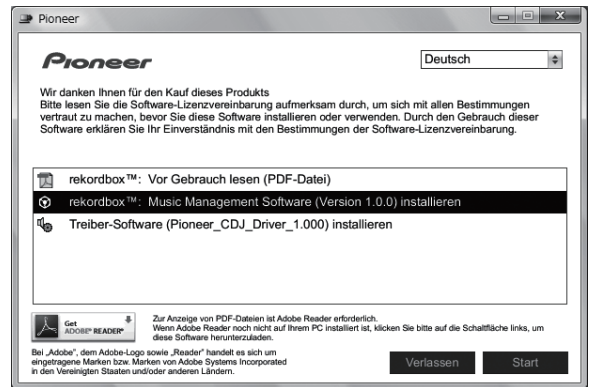 Pioneer
Pioneer
Deutsch
Wir danken Ihnen für den Kauf dieses Produkts
Bitte lesen Sie die Software-Lizenzvereinbarung aufmerksam durch, um sich mit allen Bestimmungen
vertraut zu machen, bevor Sie diese Software installieren oder verwenden. Durch den Gebrauch dieser
Software erklären Sie Ihr Einverständnis mit den Bestimmungen der Software-Lizenzvereinbarung.
rekordbox™: Vor Gebrauch lesen (PDF-Datei)
rekordbox™: Music Management Software (Version 1.0.0) installieren
Treiber-Software (Pioneer_CDJ_Driver_1.000) installieren
Get
ADOBE® READER®
Zur Anzeige von PDF-Dateien ist Adobe Reader erforderlich.
Wenn Adobe Reader noch nicht auf Ihrem PC installiert ist, klicken Sie bitte auf die Schaltfläche links, um
diese Software herunterzuladen.
Bei „Adobe", dem Adobe-Logo sowie „Reader" handelt es sich um
eingetragene Marken bzw. Marken von Adobe Systems Incorporated
in den Vereinigten Staaten und/oder anderen Ländern.
Verlassen
Start